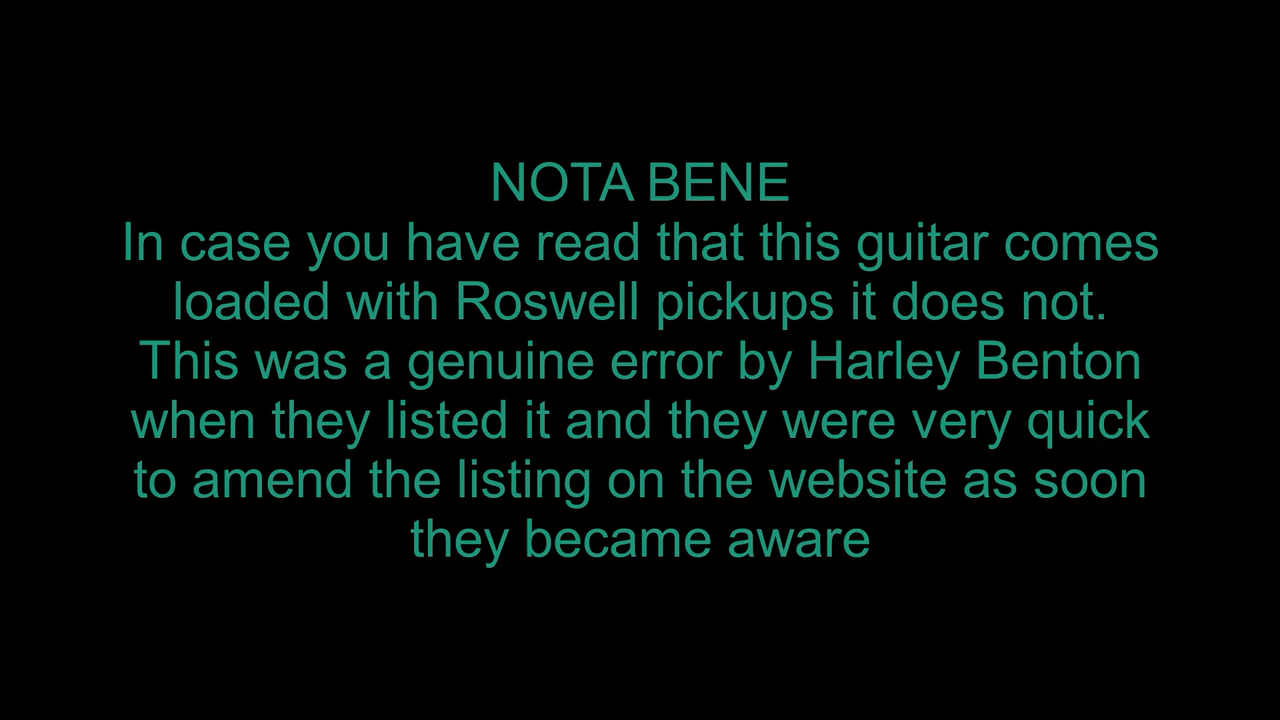 NOTA BENE
In case you have read that this guitar comes
loaded with Roswell pickups it does not.
This was a genuine error by Harley Benton
when they listed it and they were very quick
to amend the listing on the website as soon
they became aware